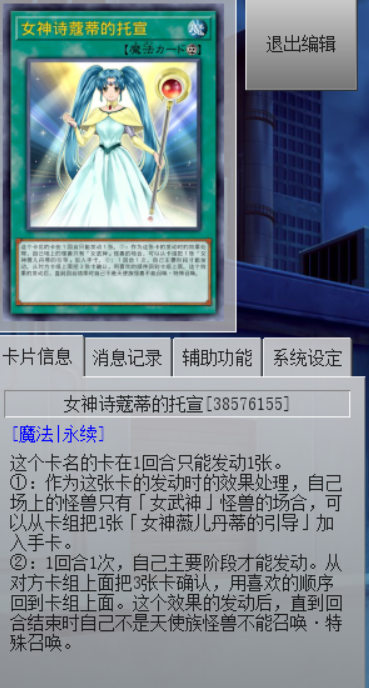 女神诗蔻蒂的托宣
【魔法カード】
退出编辑
卡片信息
消息记录
辅助功能
系统设定
女神诗蔻蒂的托宣[38576155]
[魔法|永续]
这个卡名的卡在1回合只能发动1张。
①：作为这张卡的发动时的效果处理，自己
场上的怪兽只有「女武神」怪兽的场合，可
以从卡组把1张「女神薇儿丹蒂的引导」加
入手卡。
②：1回合1次，自己主要阶段才能发动。从
对方卡组上面把3张卡确认，用喜欢的顺序
回到卡组上面。这个效果的发动后，直到回
合结束时自己不是天使族怪兽不能召唤·特
殊召唤。